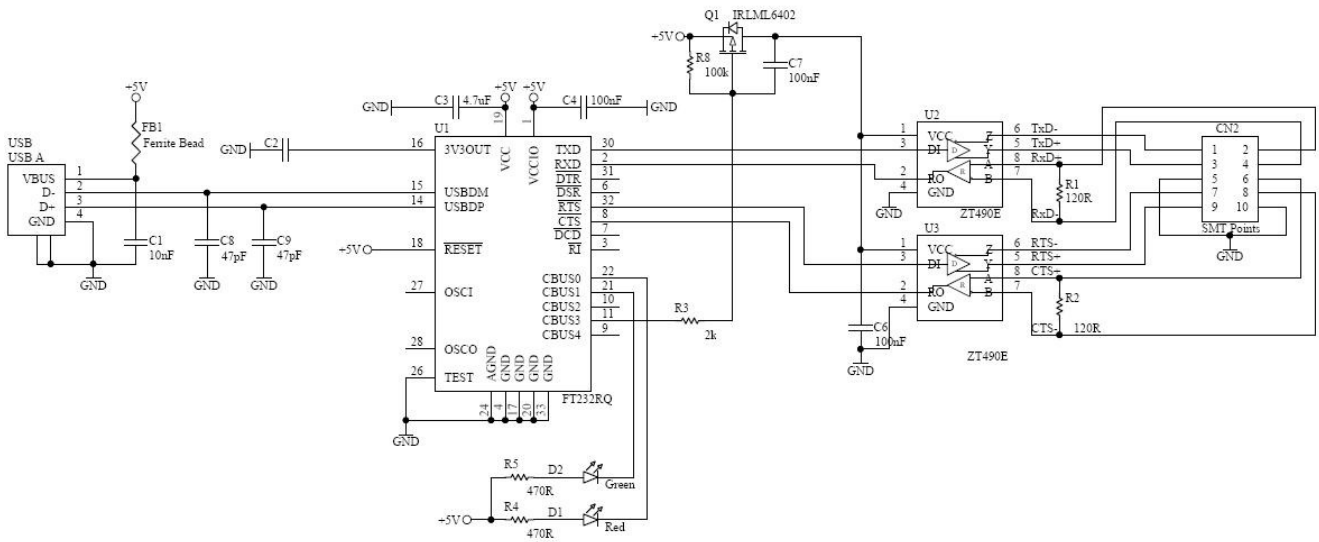 Q1 IRLML6402
+5V
R8
100k
C7
100nF
+5V
FB1
Ferrite Bead
USB
USB A
VBUS 1
D- 2
D+ 3
GND 4
C1
10nF
GND
GND C2
C8
47pF
GND
C9
47pF
GND
GND C3 4.7uF
+5V
+5V
C4 100nF GND
U1
19
1
VCC
VCCIO
16 3V3OUT
15 USBDM
14 USBDP
+5V 18 RESET
27 OSCI
28 OSCO
26 TEST
GND
TXD 30
RXD 2
DTR 31
DSR 6
RTS 32
CTS 8
DCD 7
RI 3
CBUS0 22
CBUS1 21
CBUS2 10
CBUS3 11
CBUS4 9
AGND GND GND GND GND
24 4 17 20 33
FT232RQ
R3
2k
U2
1 VCC Z 6 TxD-
3 DI D Y 5 TxD+
A 8 RxD+
2 RO R B 7 RxD-
4 GND
GND
ZT490E
R1
120R
U3
1 VCC Z 6 RTS-
3 DI D Y 5 RTS+
A 8 CTS+
2 RO R B 7 CTS-
4 GND
ZT490E
R2
120R
C6
100nF
GND
CN2
1 2
3 4
5 6
7 8
9 10
SMT Points
GND
R5
470R
D2
Green
+5V
R4
470R
D1
Red